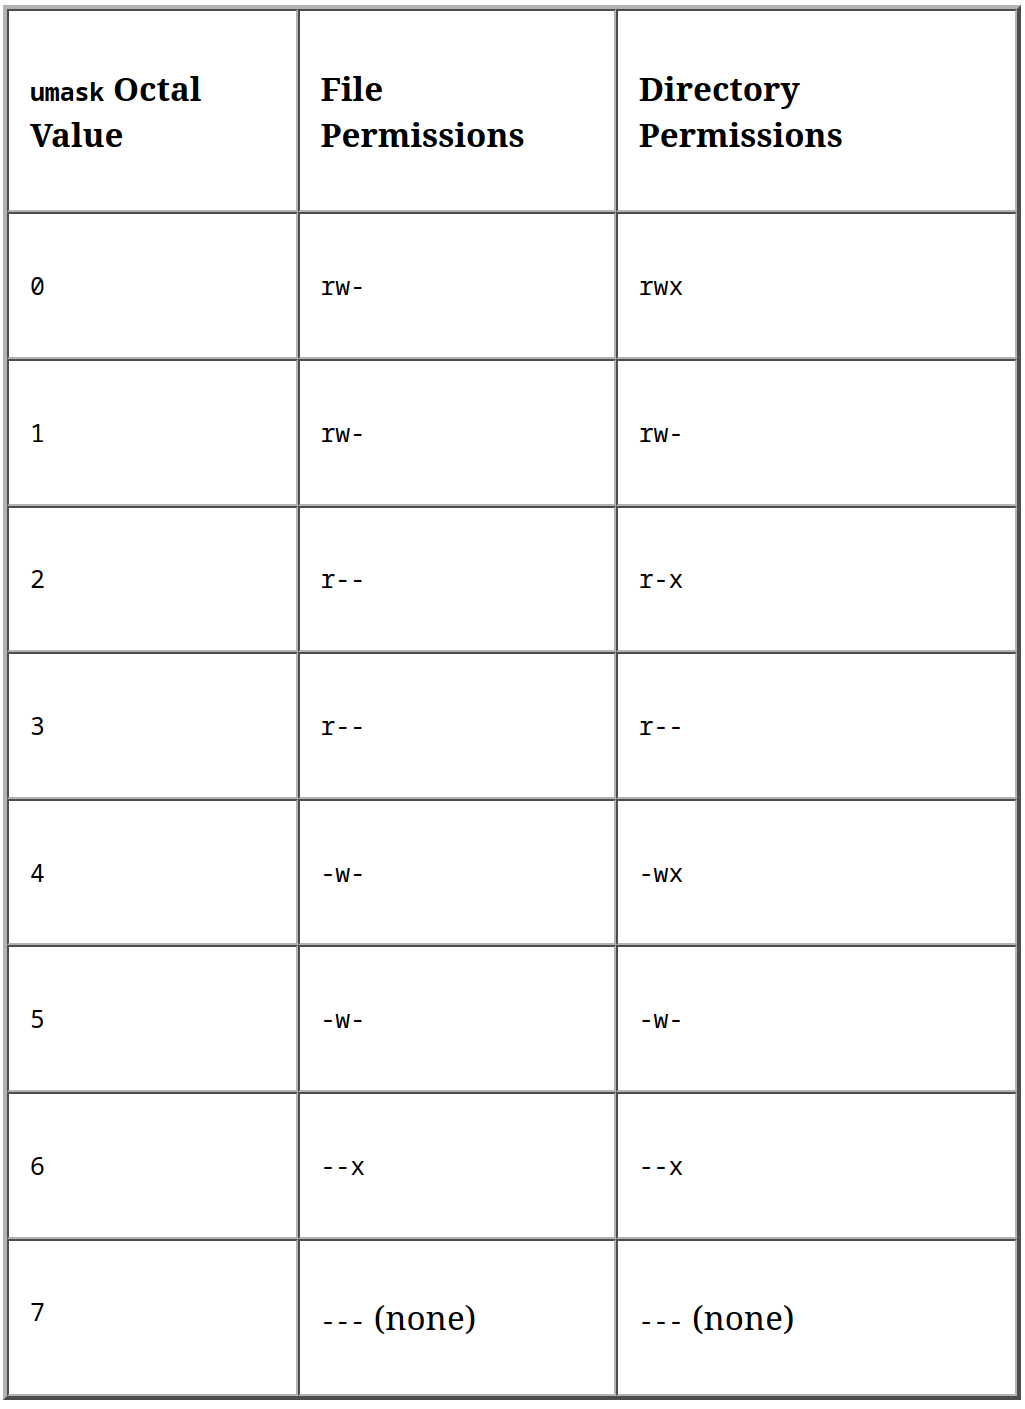 umask Octal Value
File Permissions
Directory Permissions
0 rw- rwx
1 rw- rw-
2 r-- r-x
3 r-- r--
4 -w- -wx
5 -w- -w-
6 --x --x
7 --- (none) --- (none)